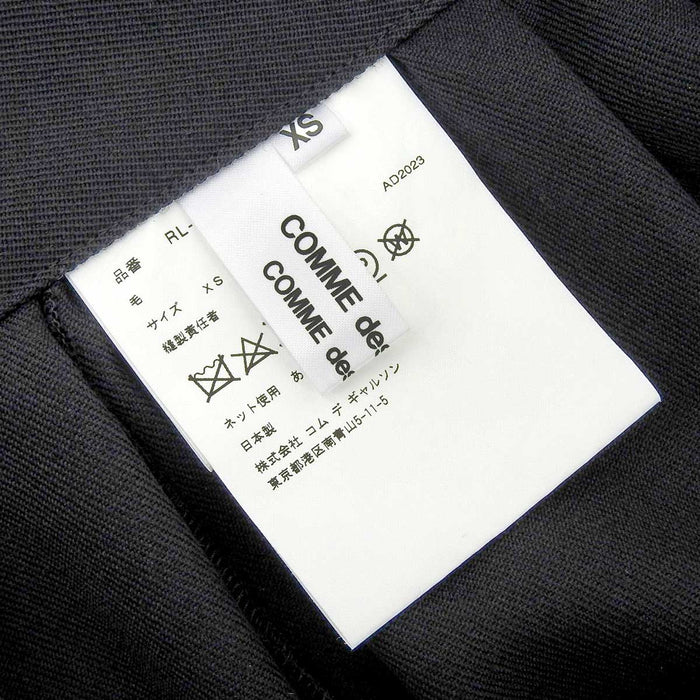 XS
COMME des
COMME des
AD2023
品番 RL-
毛
サイズ XS
縫製責任者
W
ネット使用 あ
日本製
株式会社 コム デ ギャルソン
東京都港区南青山5-11-5